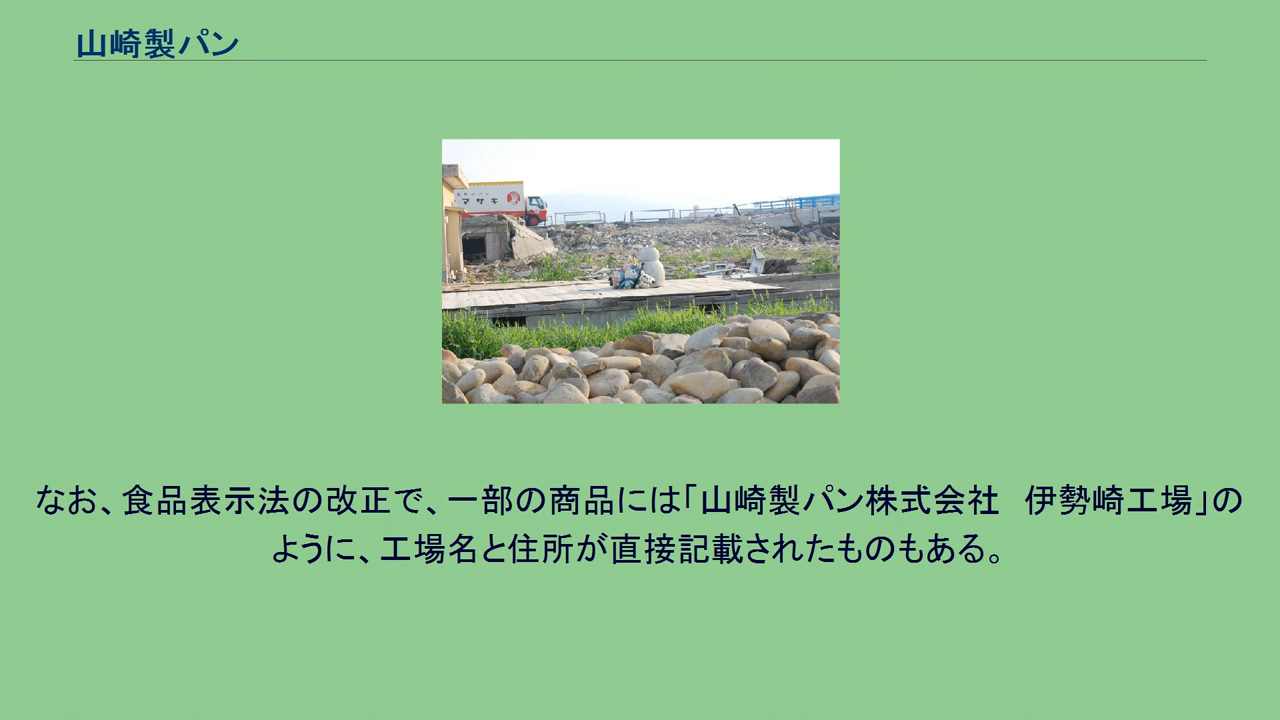 山崎製パン
マサキ
なお、食品表示法の改正で、一部の商品には「山崎製パン株式会社　伊勢崎工場」の
ように、工場名と住所が直接記載されたものもある。